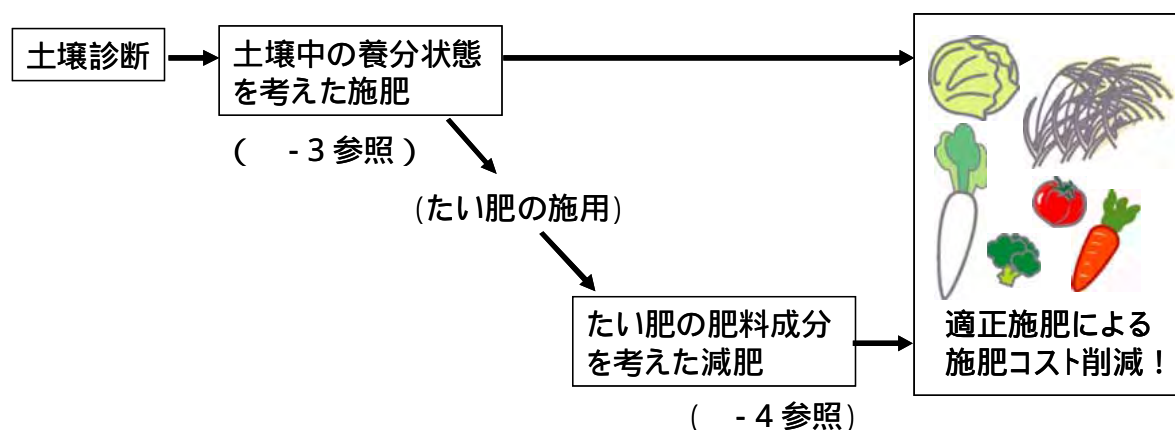 土壌診断
土壌中の養分状態
を考えた施肥
(　-3参照)
(たい肥の施用)
たい肥の肥料成分
を考えた減肥
(　-4参照)
適正施肥による
施肥コスト削減！